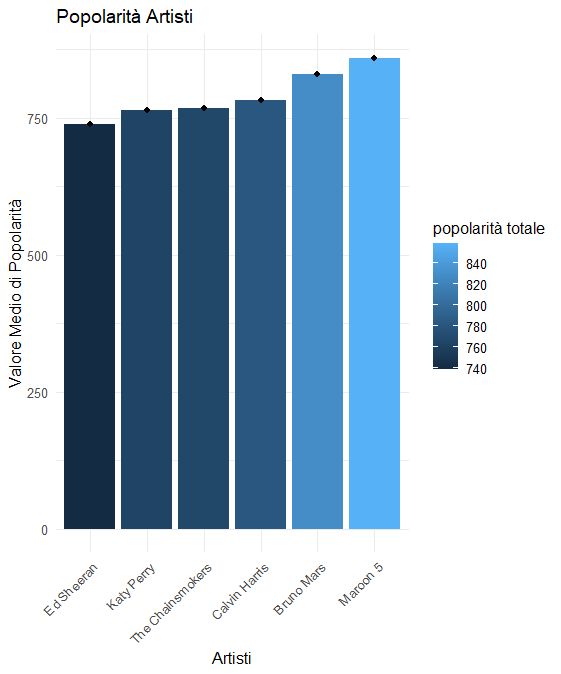 Popolarità Artisti
Valore Medio di Popolarità
750
500
250
0
Ed Sheeran
Katy Perry
The Chainsmokers
Calvin Harris
Bruno Mars
Maroon 5
Artisti
popolarità totale
840
820
800
780
760
740